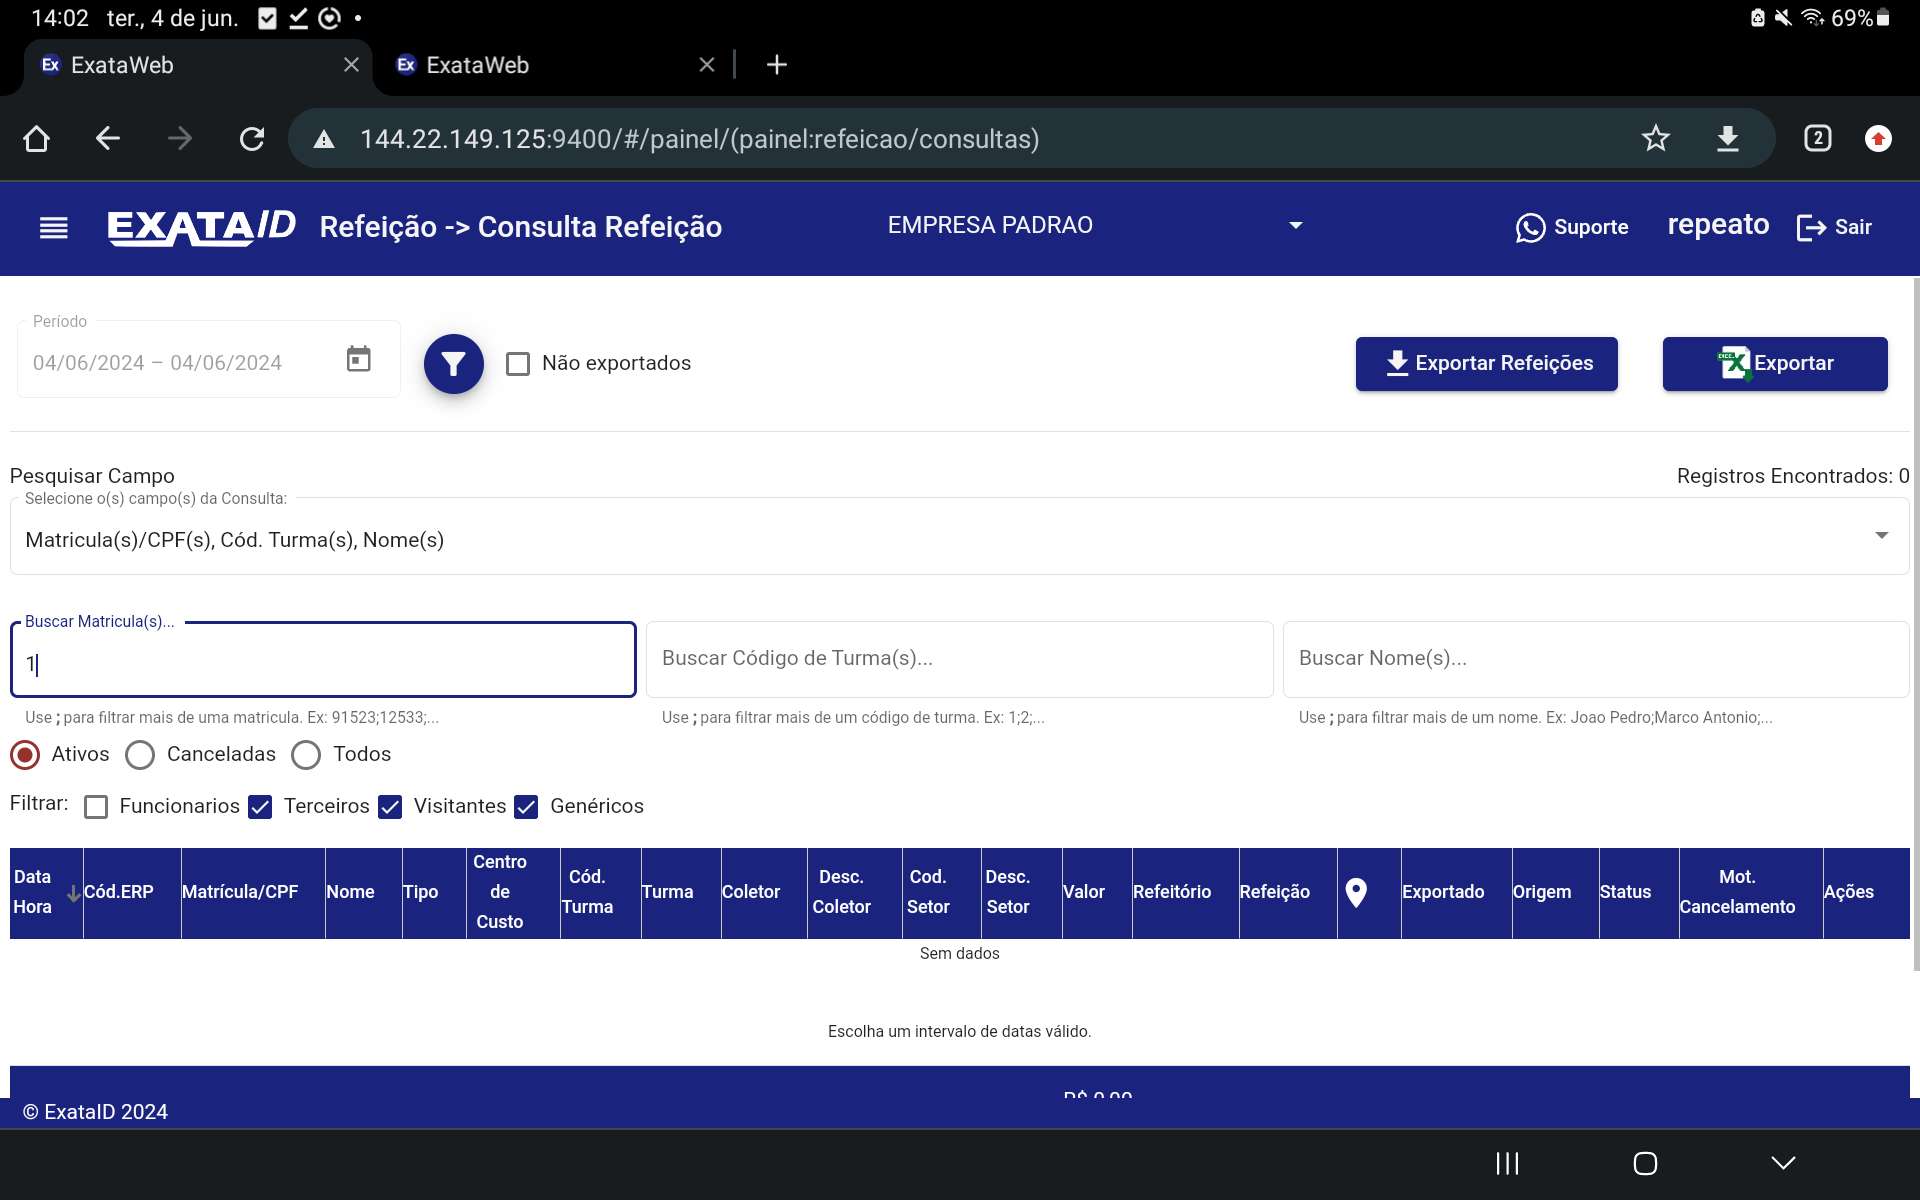 14:02 ter., 4 de jun.
69%
Ex ExataWeb
Ex ExataWeb
144.22.149.125:9400/#/painel/(painel:refeicao/consultas)
2
EXATA/ID Refeição -> Consulta Refeição
EMPRESA PADRAO
Suporte
repeato
Sair
Período
04/06/2024 – 04/06/2024
Não exportados
Exportar Refeições
Exportar
Pesquisar Campo
Registros Encontrados: 0
Selecione o(s) campo(s) da Consulta:
Matricula(s)/CPF(s), Cód. Turma(s), Nome(s)
Buscar Matricula(s)...
1
Buscar Código de Turma(s)...
Buscar Nome(s)...
Use ; para filtrar mais de uma matricula. Ex: 91523;12533;...
Use ; para filtrar mais de um código de turma. Ex: 1;2;...
Use ; para filtrar mais de um nome. Ex: Joao Pedro;Marco Antonio;...
Ativos Canceladas Todos
Filtrar: Funcionarios Terceiros Visitantes Genéricos
Data Hora
Cód.ERP
Matrícula/CPF
Nome
Tipo
Centro de Custo
Cód. Turma
Turma
Coletor
Desc. Coletor
Cod. Setor
Desc. Setor
Valor
Refeitório
Refeição
Exportado
Origem
Status
Mot. Cancelamento
Ações
Sem dados
Escolha um intervalo de datas válido.
R$ 0,00
© ExataID 2024